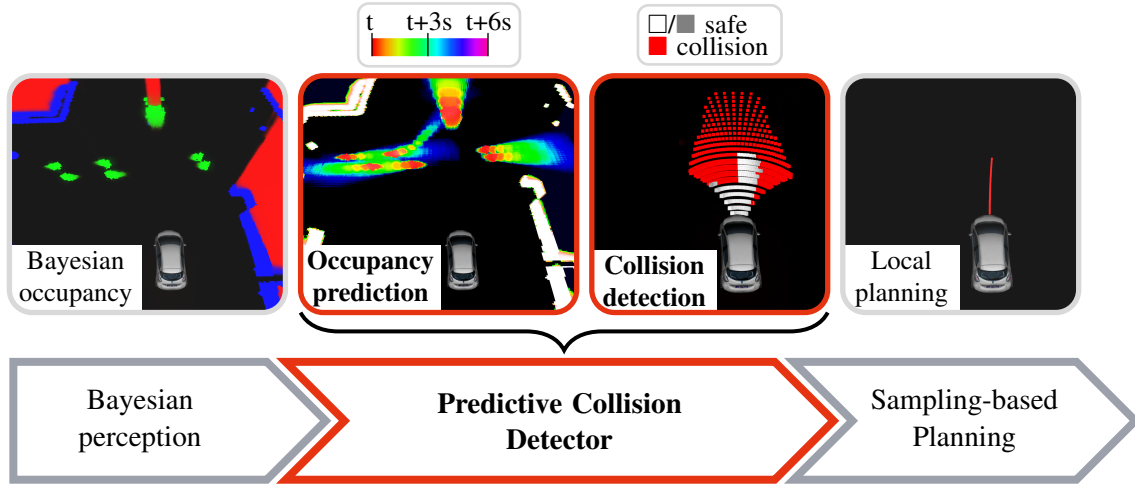 t t+3s t+6s
□/■ safe
■ collision
Bayesian
occupancy
Occupancy
prediction
Collision
detection
Local
planning
Bayesian
perception
Predictive Collision
Detector
Sampling-based
Planning